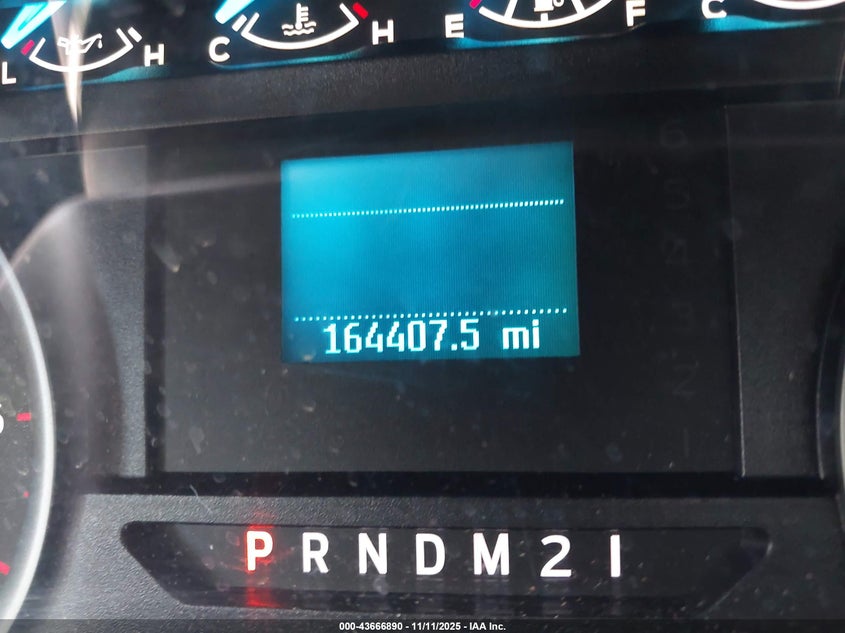 L H C H E F C
164407.5 mi
P R N D M 2 1
000-43666890 - 11/11/2025 - IAA Inc.